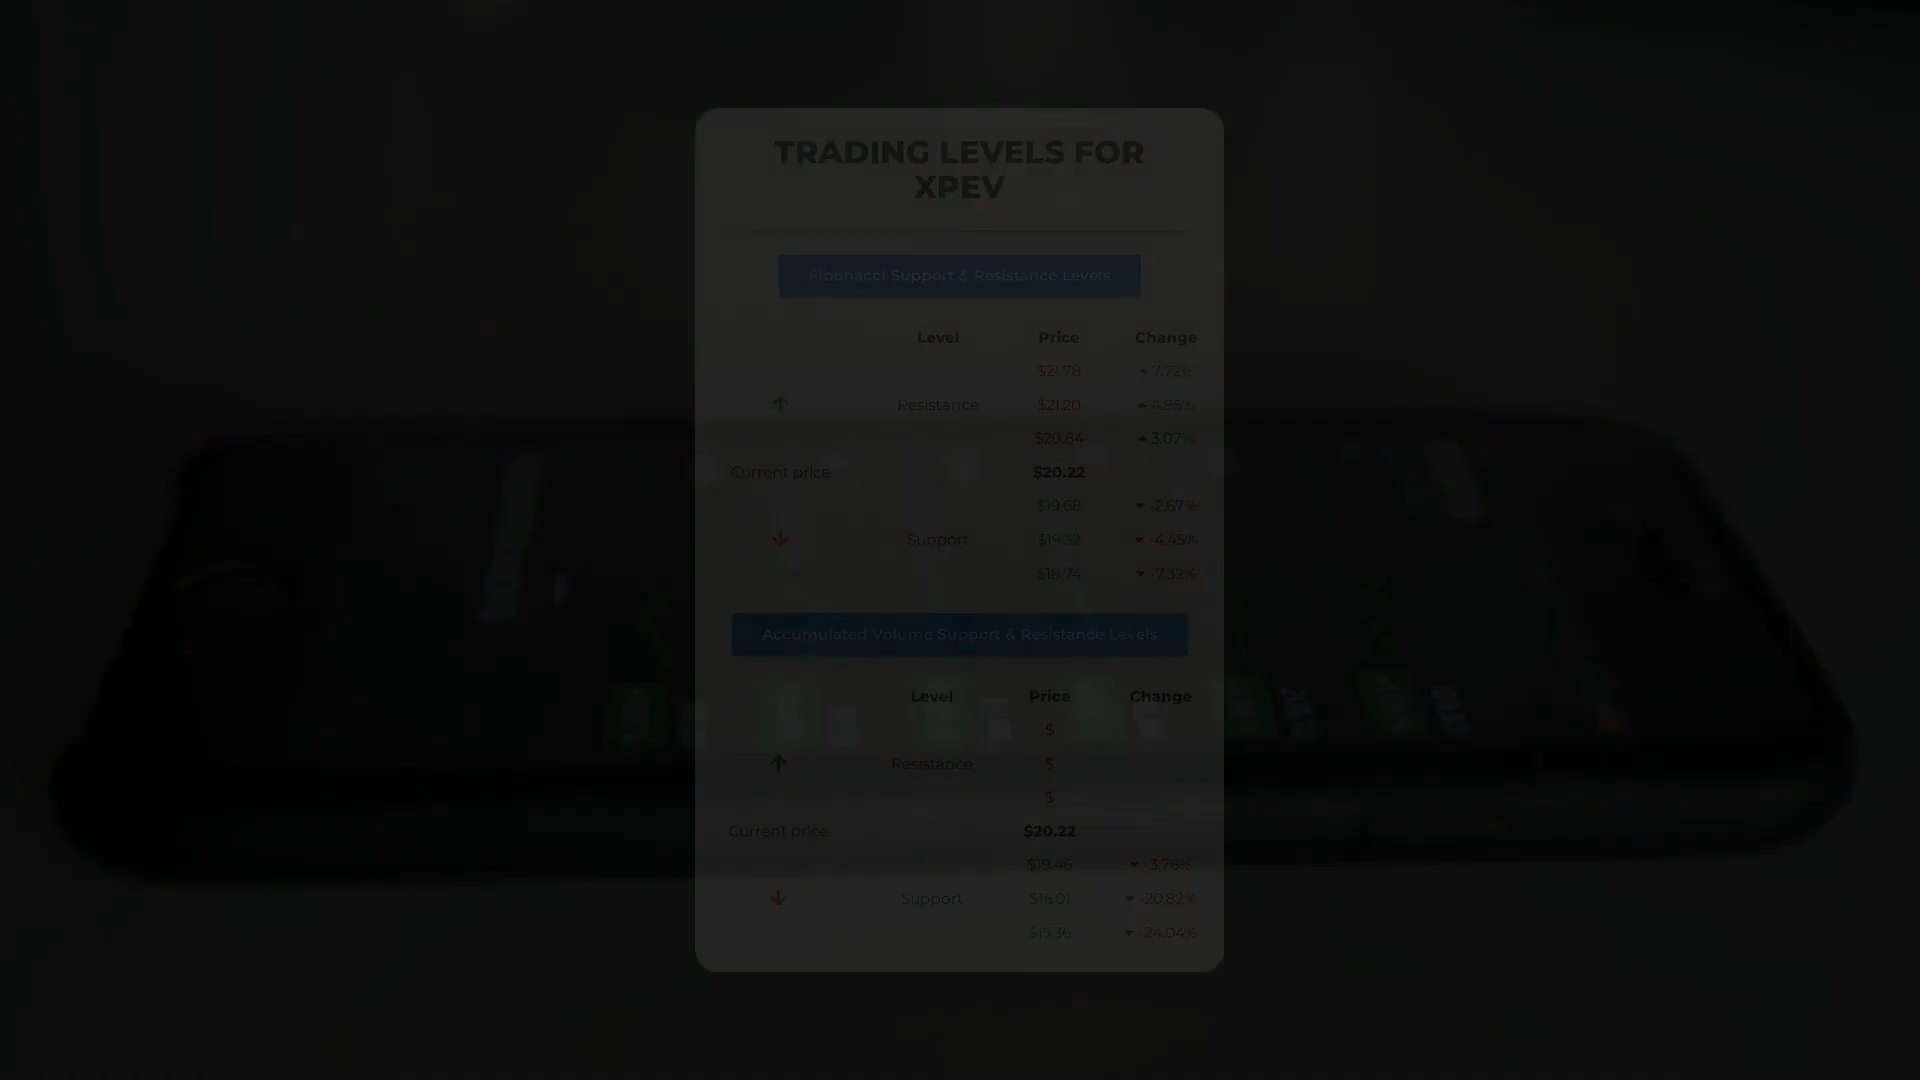 TRADING LEVELS FOR
XPEV
Fibonacci Support & Resistance Levels
Level Price Change
$21.78 7.72%
Resistance $21.20 4.85%
$20.84 3.07%
Current price $20.22
$19.68 -2.67%
Support $19.32 -4.45%
$18.74 -7.32%
Accumulated Volume Support & Resistance Levels
Level Price Change
$
Resistance $
$
Current price $20.22
$19.46 -3.76%
Support $16.01 -20.82%
$15.36 -24.04%